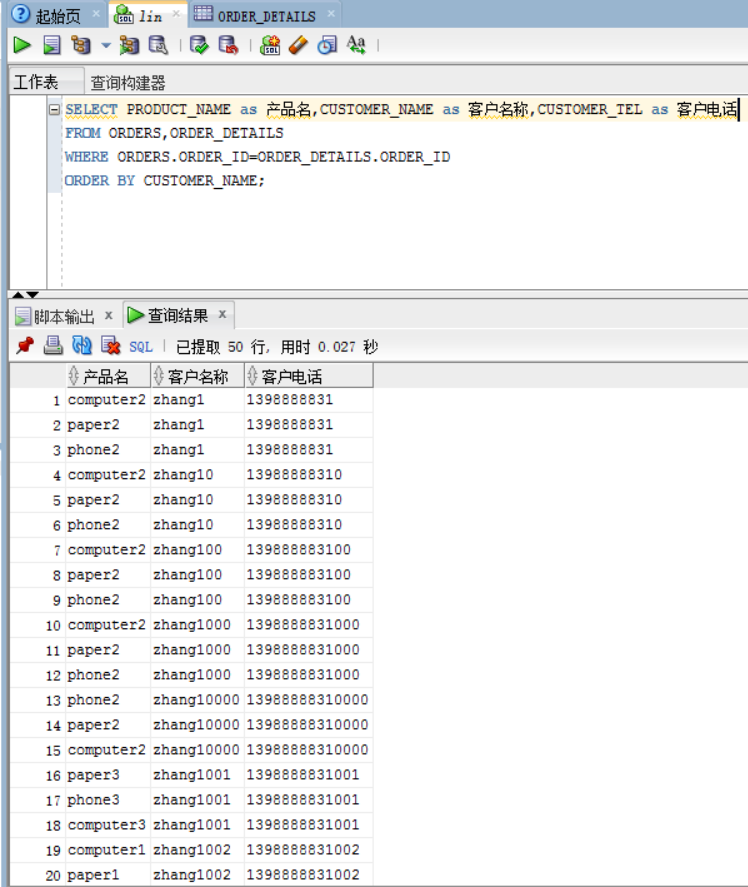 起始页 lin ORDER_DETAILS
工作表 查询构建器
SELECT PRODUCT_NAME as 产品名,CUSTOMER_NAME as 客户名称,CUSTOMER_TEL as 客户电话
FROM ORDERS,ORDER_DETAILS
WHERE ORDERS.ORDER_ID=ORDER_DETAILS.ORDER_ID
ORDER BY CUSTOMER_NAME;
脚本输出 x 查询结果 x
SQL | 已提取 50 行, 用时 0.027 秒
产品名 客户名称 客户电话
1 computer2 zhang1 1398888831
2 paper2 zhang1 1398888831
3 phone2 zhang1 1398888831
4 computer2 zhang10 13988888310
5 paper2 zhang10 13988888310
6 phone2 zhang10 13988888310
7 computer2 zhang100 139888883100
8 paper2 zhang100 139888883100
9 phone2 zhang100 139888883100
10 computer2 zhang1000 1398888831000
11 paper2 zhang1000 1398888831000
12 phone2 zhang1000 1398888831000
13 phone2 zhang10000 13988888310000
14 paper2 zhang10000 13988888310000
15 computer2 zhang10000 13988888310000
16 paper3 zhang1001 1398888831001
17 phone3 zhang1001 1398888831001
18 computer3 zhang1001 1398888831001
19 computer1 zhang1002 1398888831002
20 paper1 zhang1002 1398888831002